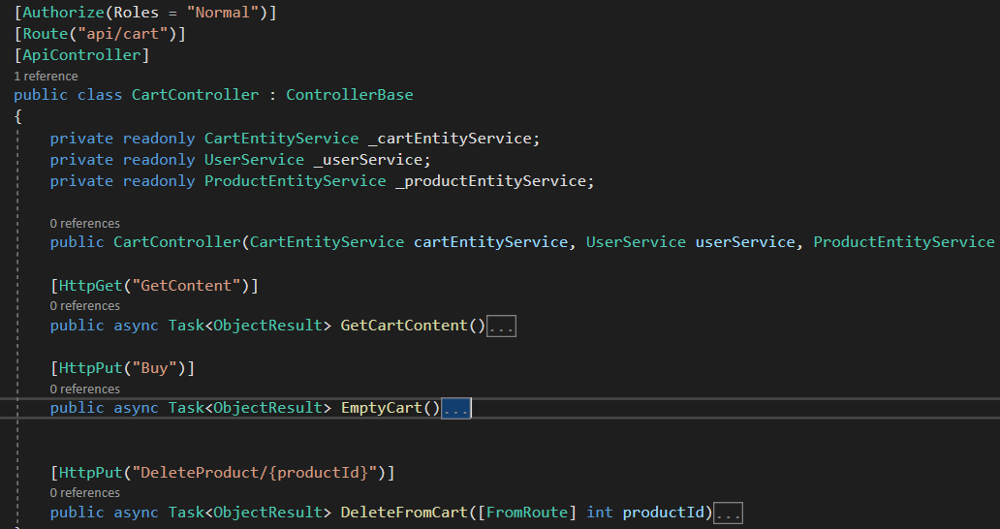 [Authorize(Roles = "Normal")]
[Route("api/cart")]
[ApiController]
1 reference
public class CartController : ControllerBase
{
private readonly CartEntityService _cartEntityService;
private readonly UserService _userService;
private readonly ProductEntityService _productEntityService;
0 references
public CartController(CartEntityService cartEntityService, UserService userService, ProductEntityService
[HttpGet("GetContent")]
0 references
public async Task<ObjectResult> GetCartContent()...
[HttpPut("Buy")]
0 references
public async Task<ObjectResult> EmptyCart()...
[HttpPut("DeleteProduct/{productId}")]
0 references
public async Task<ObjectResult> DeleteFromCart([FromRoute] int productId)...